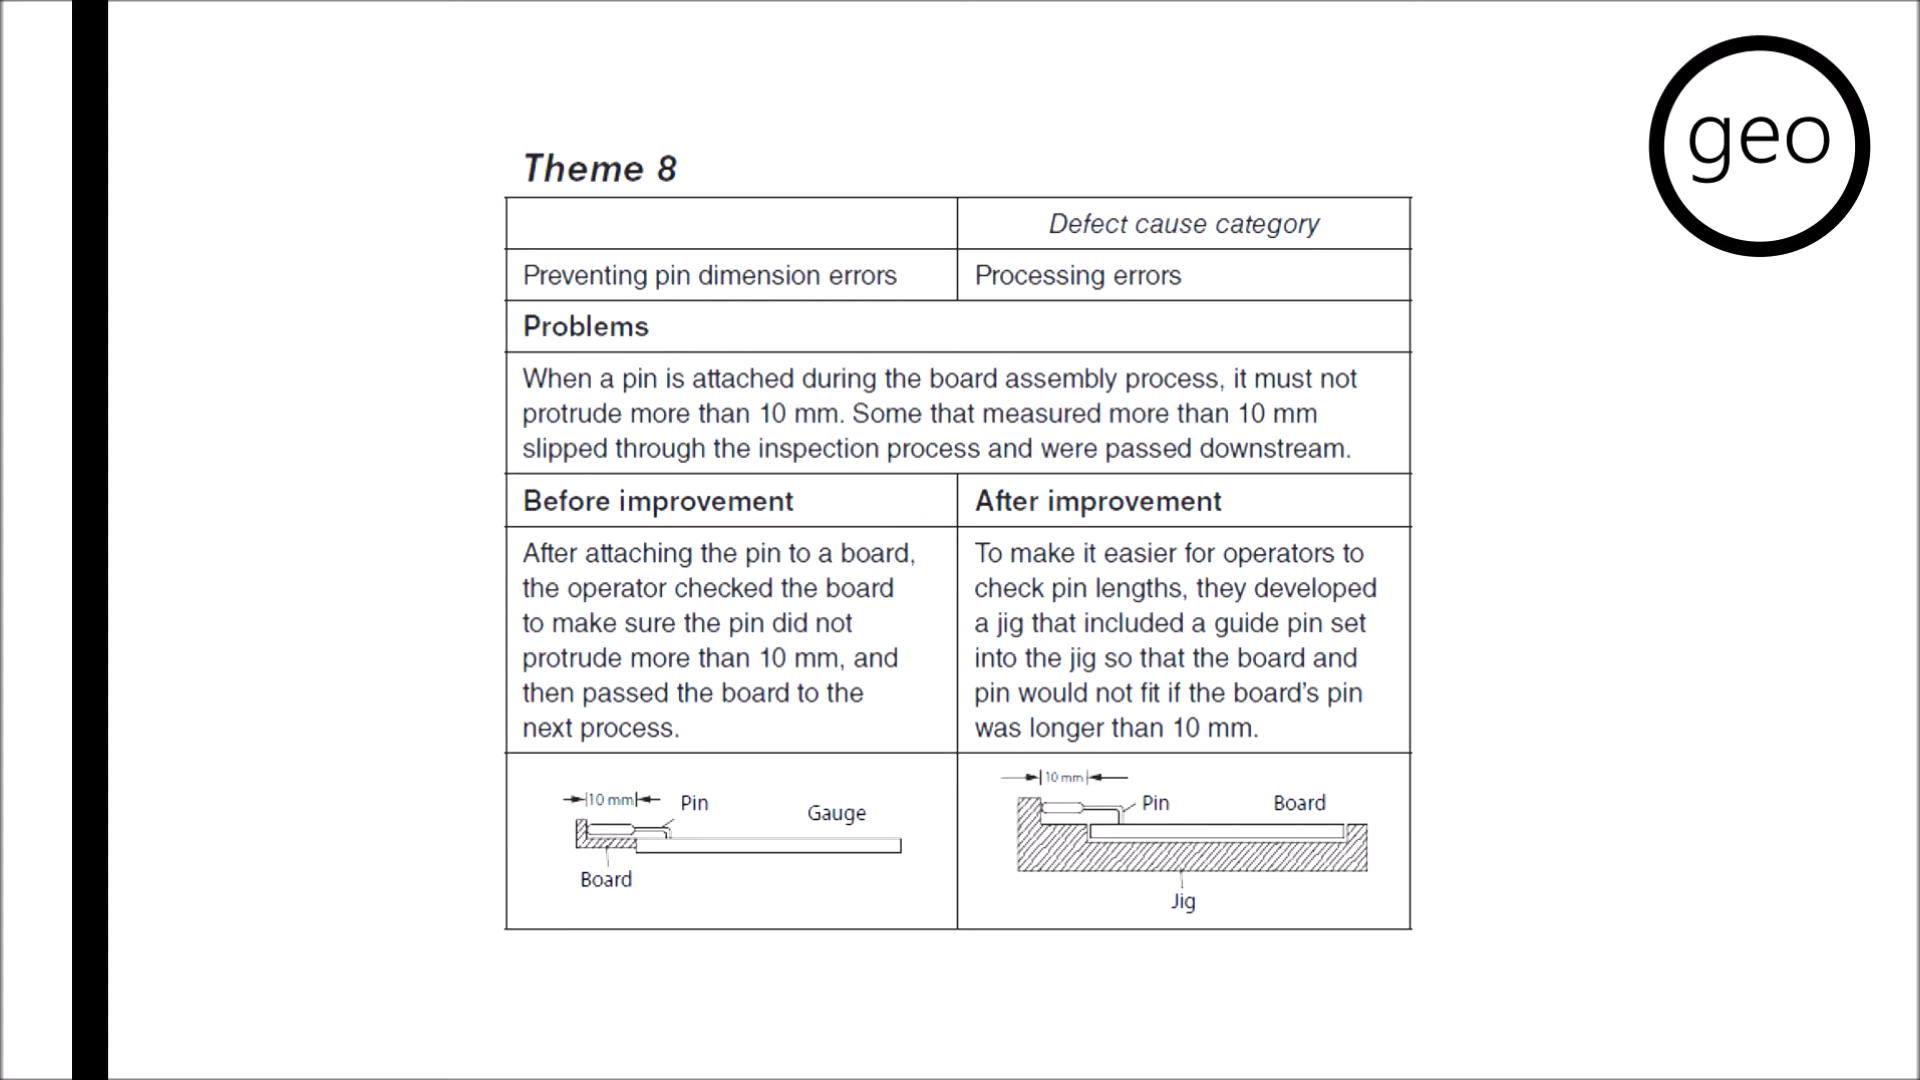 geo
Theme 8
Defect cause category
Preventing pin dimension errors
Processing errors
Problems
When a pin is attached during the board assembly process, it must not
protrude more than 10 mm. Some that measured more than 10 mm
slipped through the inspection process and were passed downstream.
Before improvement
After improvement
After attaching the pin to a board,
the operator checked the board
to make sure the pin did not
protrude more than 10 mm, and
then passed the board to the
next process.
To make it easier for operators to
check pin lengths, they developed
a jig that included a guide pin set
into the jig so that the board and
pin would not fit if the board's pin
was longer than 10 mm.
10 mm
Pin
Gauge
Board
10 mm
Pin
Board
Jig